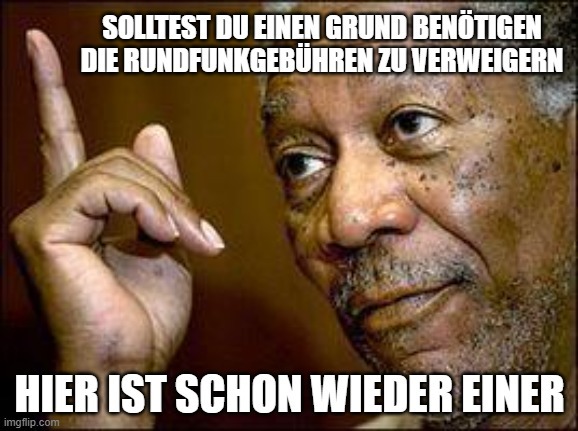 SOLLTEST DU EINEN GRUND BENÖTIGEN
DIE RUNDFUNKGEBÜHREN ZU VERWEIGERN
HIER IST SCHON WIEDER EINER
imgflip.com